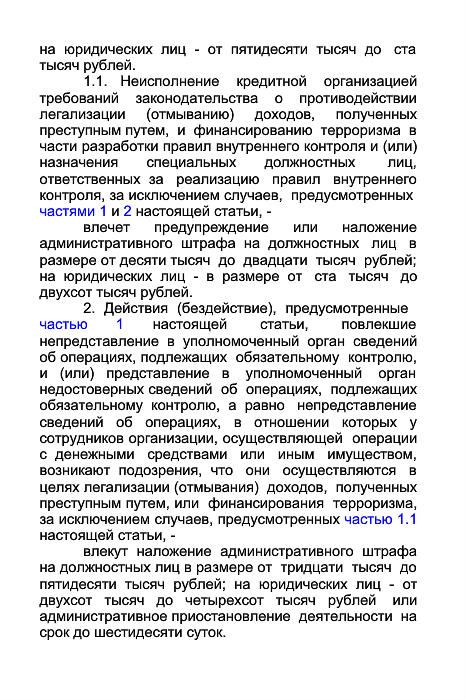 на юридических лиц - от пятидесяти тысяч до ста
тысяч рублей.
1.1. Неисполнение кредитной организацией
требований законодательства о противодействии
легализации (отмыванию) доходов, полученных
преступным путем, и финансированию терроризма в
части разработки правил внутреннего контроля и (или)
назначения специальных должностных лиц,
ответственных за реализацию правил внутреннего
контроля, за исключением случаев, предусмотренных
частями 1 и 2 настоящей статьи, -
влечет предупреждение или наложение
административного штрафа на должностных лиц в
размере от десяти тысяч до двадцати тысяч рублей;
на юридических лиц - в размере от ста тысяч до
двухсот тысяч рублей.
2. Действия (бездействие), предусмотренные
частью 1 настоящей статьи, повлекшие
непредставление в уполномоченный орган сведений
об операциях, подлежащих обязательному контролю,
и (или) представление в уполномоченный орган
недостоверных сведений об операциях, подлежащих
обязательному контролю, а равно непредставление
сведений об операциях, в отношении которых у
сотрудников организации, осуществляющей операции
с денежными средствами или иным имуществом,
возникают подозрения, что они осуществляются в
целях легализации (отмывания) доходов, полученных
преступным путем, или финансирования терроризма,
за исключением случаев, предусмотренных частью 1.1
настоящей статьи, -
влекут наложение административного штрафа
на должностных лиц в размере от тридцати тысяч до
пятидесяти тысяч рублей; на юридических лиц - от
двухсот тысяч до четырехсот тысяч рублей или
административное приостановление деятельности на
срок до шестидесяти суток.